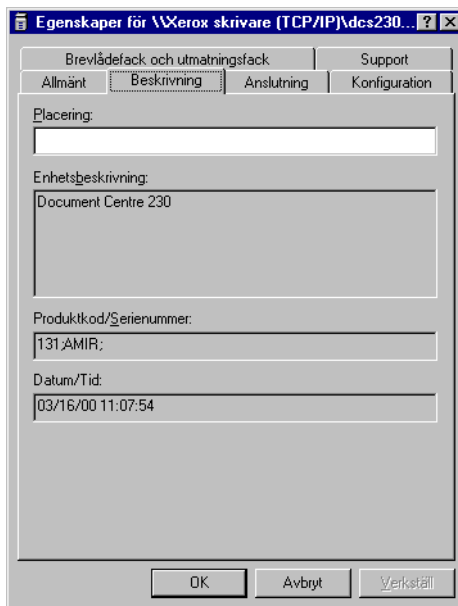 Egenskaper för \\Xerox skrivare (TCP/IP)\dcs230...
Brevlådefack och utmatningsfack Support
Allmänt Beskrivning Anslutning Konfiguration
Placering:
Enhetsbeskrivning:
Document Centre 230
Produktkod/Serienummer:
131;AMIR;
Datum/Tid:
03/16/00 11:07:54
OK Avbryt Verkställ